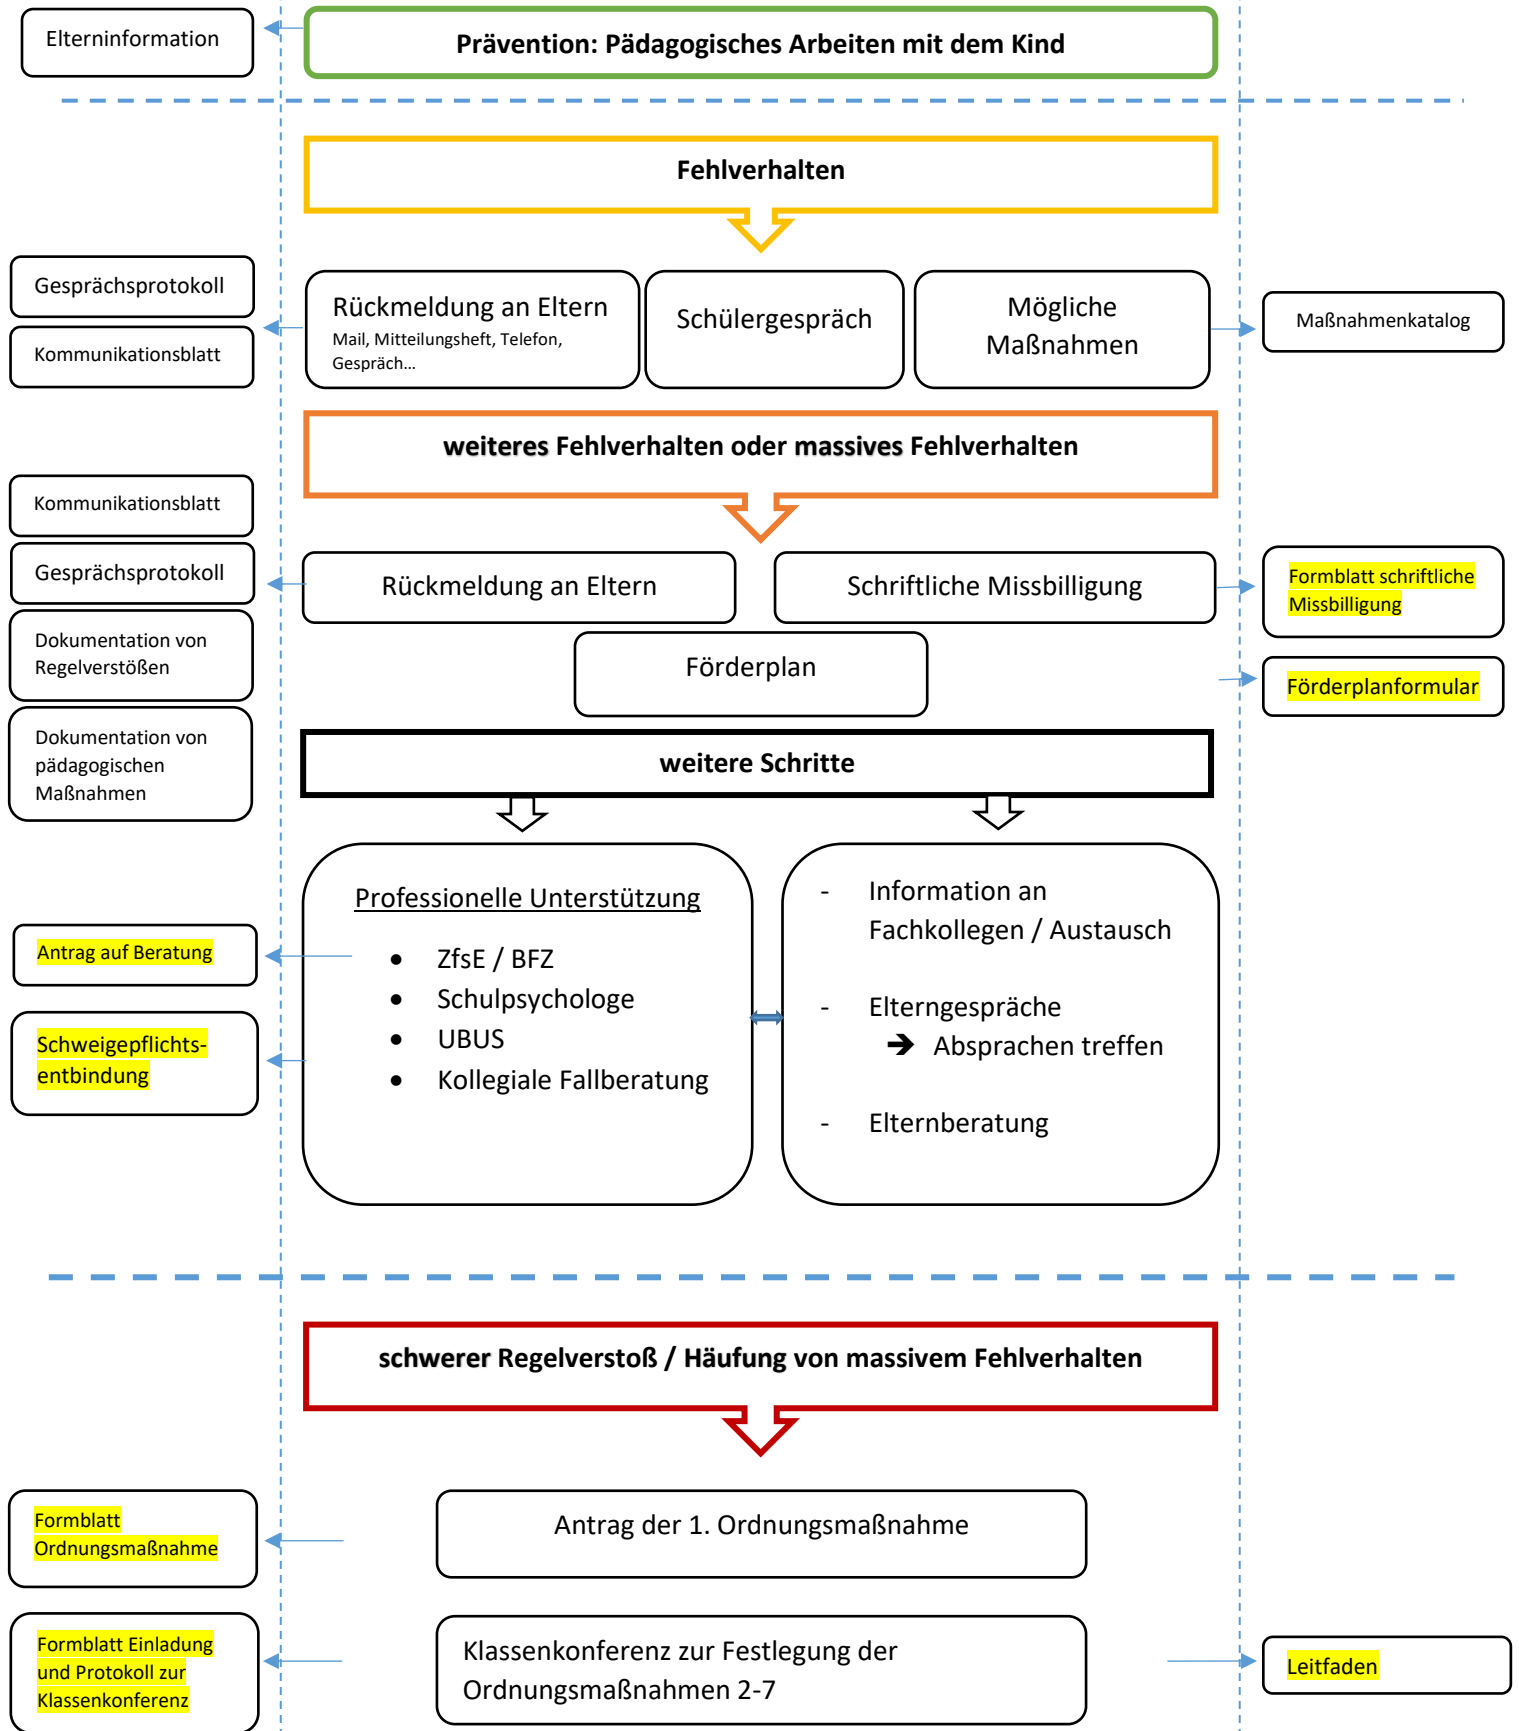 Elterninformation
Prävention: Pädagogisches Arbeiten mit dem Kind
Fehlverhalten
Gesprächsprotokoll
Kommunikationsblatt
Rückmeldung an Eltern
Mail, Mitteilungsheft, Telefon,
Gespräch...
Schülergespräch
Mögliche
Maßnahmen
Maßnahmenkatalog
weiteres Fehlverhalten oder massives Fehlverhalten
Kommunikationsblatt
Gesprächsprotokoll
Dokumentation von
Regelverstößen
Dokumentation von
pädagogischen
Maßnahmen
Rückmeldung an Eltern
Schriftliche Missbilligung
Förderplan
Formblatt schriftliche
Missbilligung
Förderplanformular
weitere Schritte
Professionelle Unterstützung
• ZfsE / BFZ
• Schulpsychologe
• UBUS
• Kollegiale Fallberatung
- Information an
Fachkollegen / Austausch
- Elterngespräche
➔ Absprachen treffen
- Elternberatung
Antrag auf Beratung
Schweigepflichts-
entbindung
schwerer Regelverstoß / Häufung von massivem Fehlverhalten
Formblatt
Ordnungsmaßnahme
Antrag der 1. Ordnungsmaßnahme
Formblatt Einladung
und Protokoll zur
Klassenkonferenz
Klassenkonferenz zur Festlegung der
Ordnungsmaßnahmen 2-7
Leitfaden